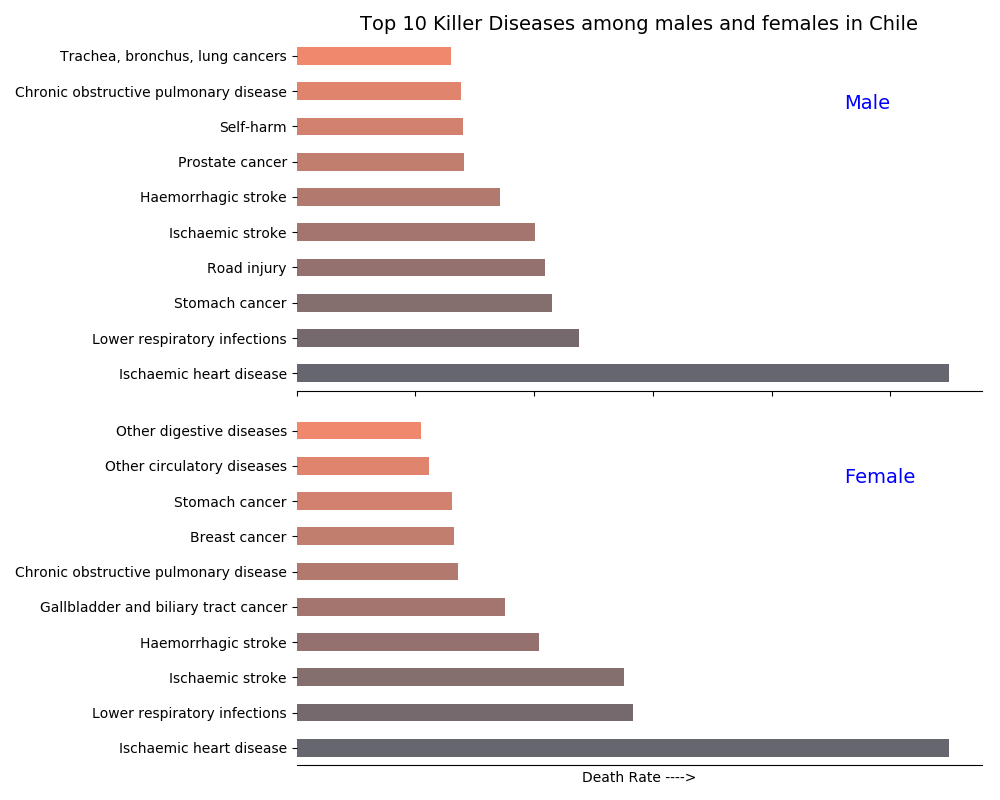 Top 10 Killer Diseases among males and females in Chile
Trachea, bronchus, lung cancers
Chronic obstructive pulmonary disease
Male
Self-harm
Prostate cancer
Haemorrhagic stroke
Ischaemic stroke
Road injury
Stomach cancer
Lower respiratory infections
Ischaemic heart disease
Other digestive diseases
Other circulatory diseases
Female
Stomach cancer
Breast cancer
Chronic obstructive pulmonary disease
Gallbladder and biliary tract cancer
Haemorrhagic stroke
Ischaemic stroke
Lower respiratory infections
Ischaemic heart disease
Death Rate ---->